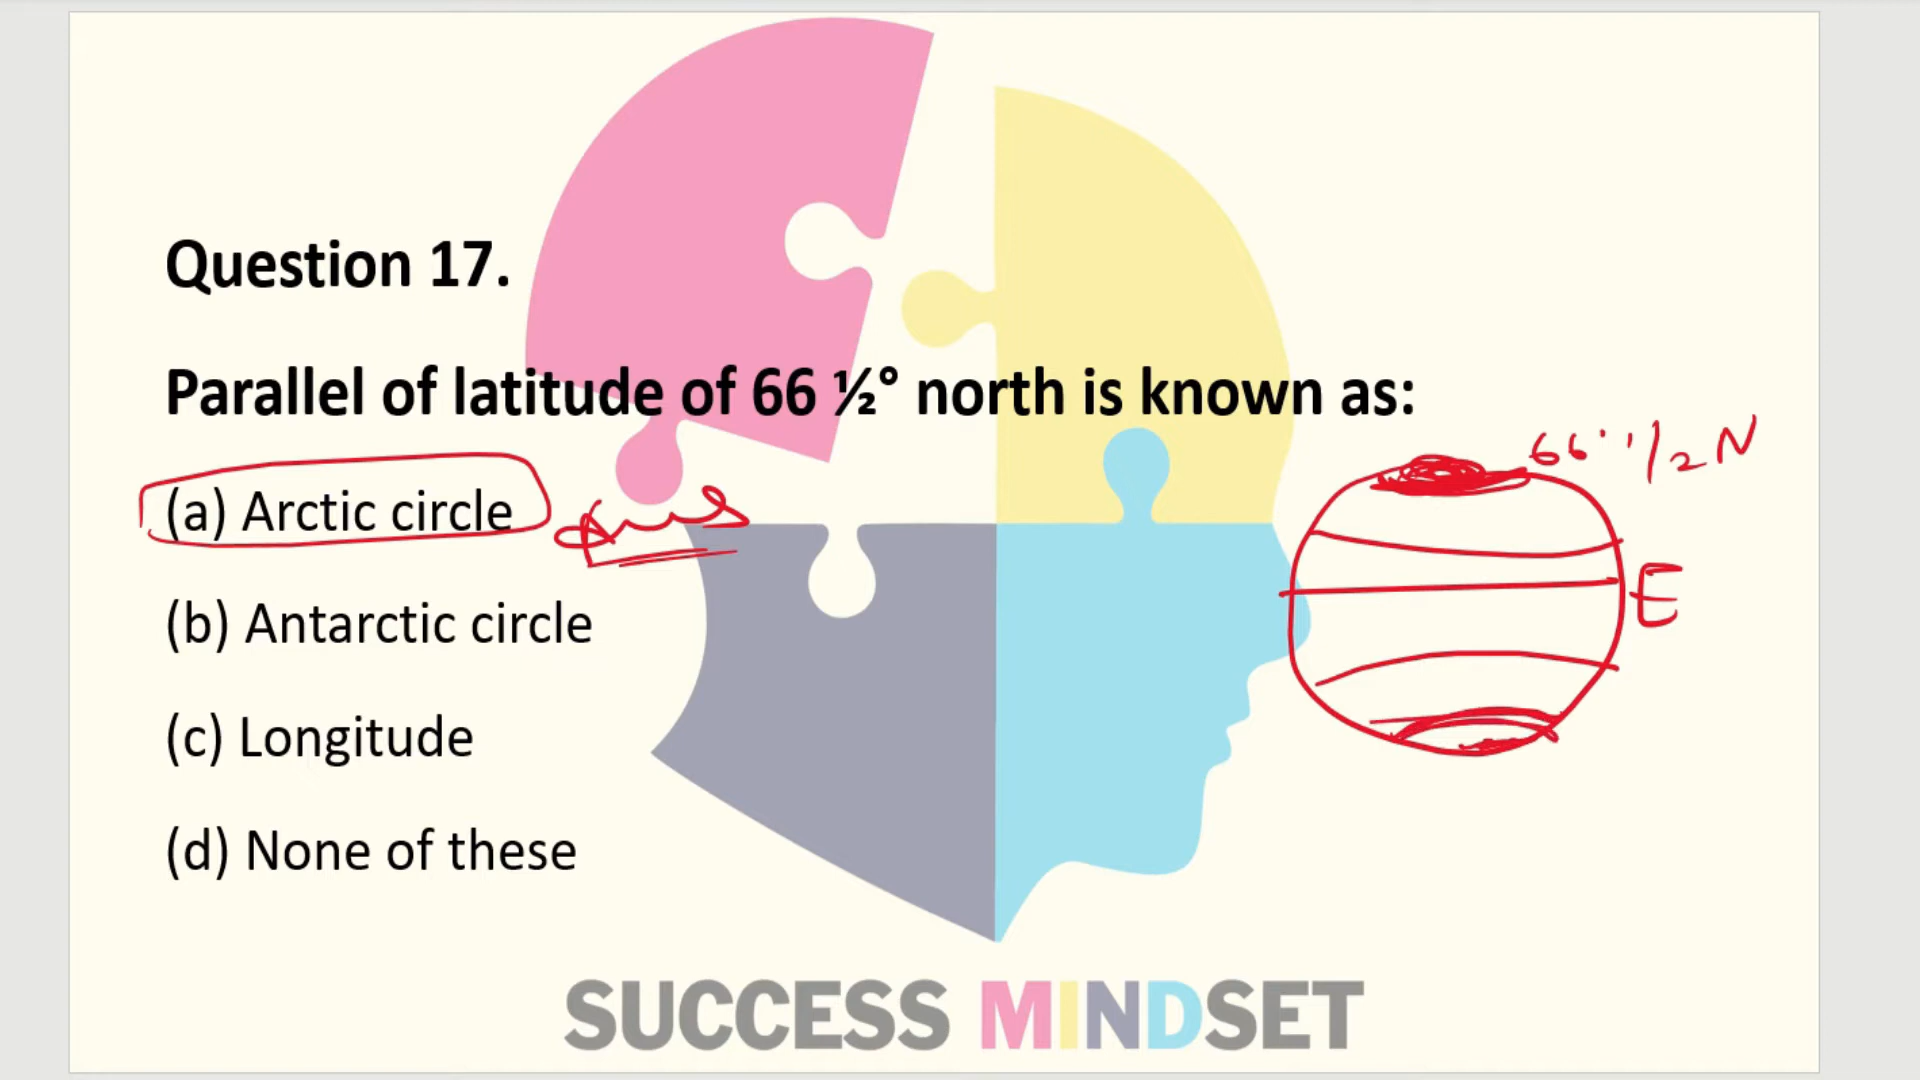 Question 17.
Parallel of latitude of 66 ½° north is known as:
66° 1/2 N
(a) Arctic circle
(b) Antarctic circle
E
(c) Longitude
(d) None of these
SUCCESS MINDSET